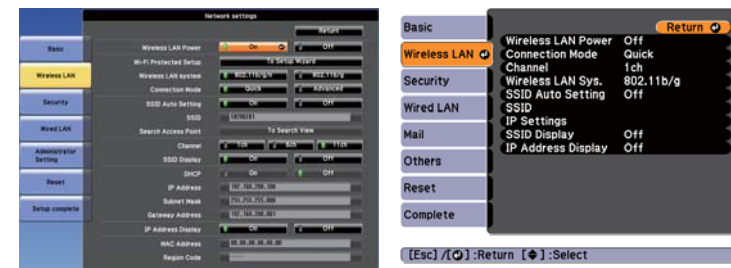 Network settings
Return
Basic
Wireless LAN
Security
Wired LAN
Administrator
Setting
Reset
Setup complete
Wireless LAN Power On Off
Wi-Fi Protected Setup To Setup Wizard
Wireless LAN system 802.11b/g/n 802.11b/g
Connection Mode Quick Advanced
SSID Auto Setting On Off
SSID
Search Access Point To Search View
Channel 1ch 6ch 11ch
SSID Display On Off
DHCP On Off
IP Address
Subnet Mask 255.255.255.000
Gateway Address
IP Address Display On Off
MAC Address
Region Code
Basic
Wireless LAN
Security
Wired LAN
Mail
Others
Reset
Complete
Return
Wireless LAN Power Off
Connection Mode Quick
Channel 1ch
Wireless LAN Sys. 802.11b/g
SSID Auto Setting Off
SSID
IP Settings
SSID Display Off
IP Address Display Off
[Esc] /[ ] :Return [ ] :Select